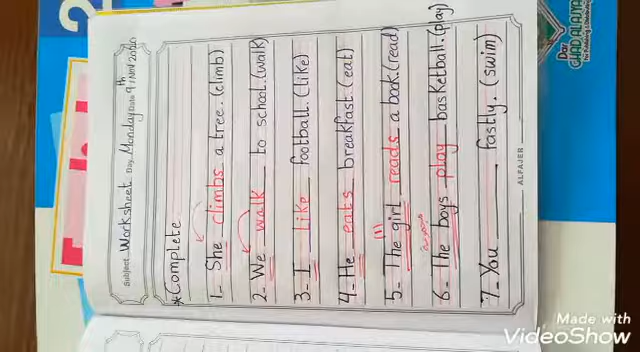 Subject Worksheet Day Monday Date 9th / Nov 2020
* Complete
1- She climbs a tree. (climb)
2- We walk to school. (walk)
3- I like football. (like)
4- He eats breakfast. (eat)
5- The girl reads a book. (read)
(1)
6- The boys play basketball. (play)
7- You fastly. (swim)
ALFAJER
Dar
Made with
VideoShow